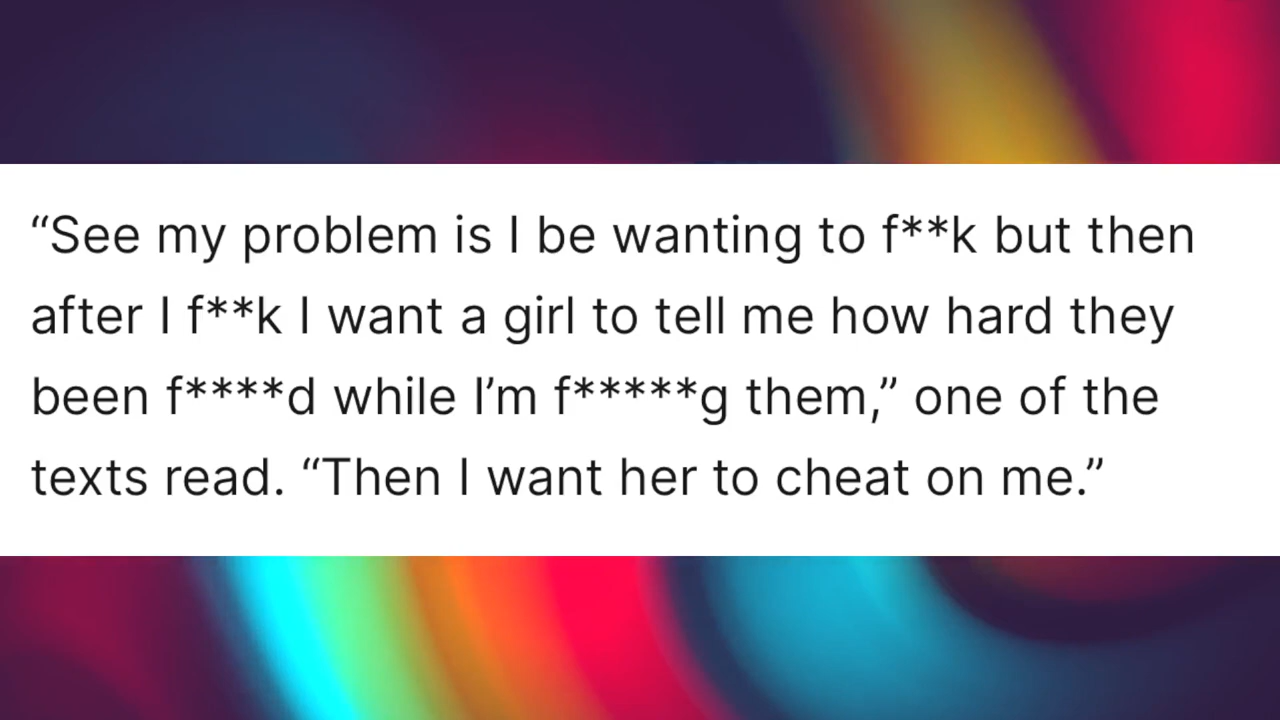 “See my problem is I be wanting to f**k but then
after I f**k I want a girl to tell me how hard they
been f****d while I’m f*****g them,” one of the
texts read. “Then I want her to cheat on me.”